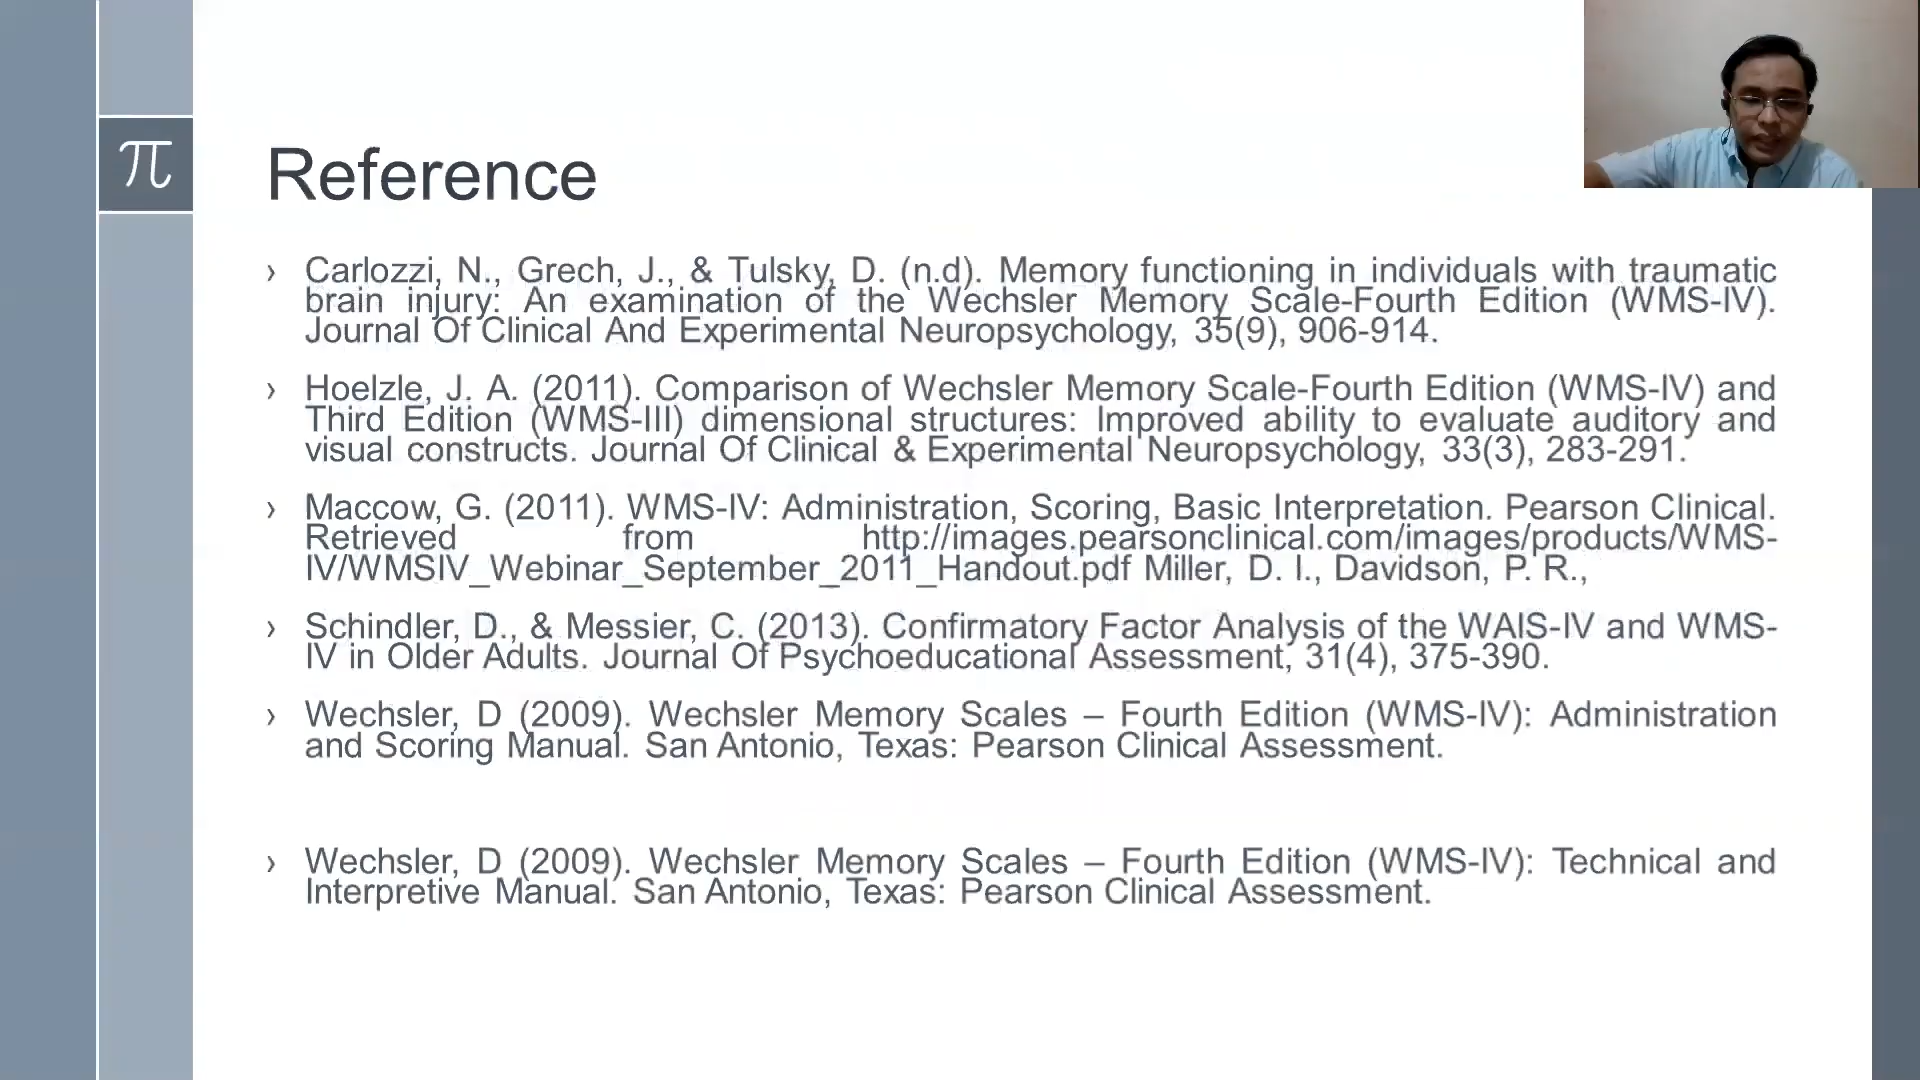 π
Reference
› Carlozzi, N., Grech, J., & Tulsky, D. (n.d). Memory functioning in individuals with traumatic
brain injury: An examination of the Wechsler Memory Scale-Fourth Edition (WMS-IV).
Journal Of Clinical And Experimental Neuropsychology, 35(9), 906-914.
› Hoelzle, J. A. (2011). Comparison of Wechsler Memory Scale-Fourth Edition (WMS-IV) and
Third Edition (WMS-III) dimensional structures: Improved ability to evaluate auditory and
visual constructs. Journal Of Clinical & Experimental Neuropsychology, 33(3), 283-291.
› Maccow, G. (2011). WMS-IV: Administration, Scoring, Basic Interpretation. Pearson Clinical.
Retrieved from http://images.pearsonclinical.com/images/products/WMS-
IV/WMSIV_Webinar_September_2011_Handout.pdf Miller, D. I., Davidson, P. R.,
› Schindler, D., & Messier, C. (2013). Confirmatory Factor Analysis of the WAIS-IV and WMS-
IV in Older Adults. Journal Of Psychoeducational Assessment, 31(4), 375-390.
› Wechsler, D (2009). Wechsler Memory Scales – Fourth Edition (WMS-IV): Administration
and Scoring Manual. San Antonio, Texas: Pearson Clinical Assessment.
› Wechsler, D (2009). Wechsler Memory Scales – Fourth Edition (WMS-IV): Technical and
Interpretive Manual. San Antonio, Texas: Pearson Clinical Assessment.